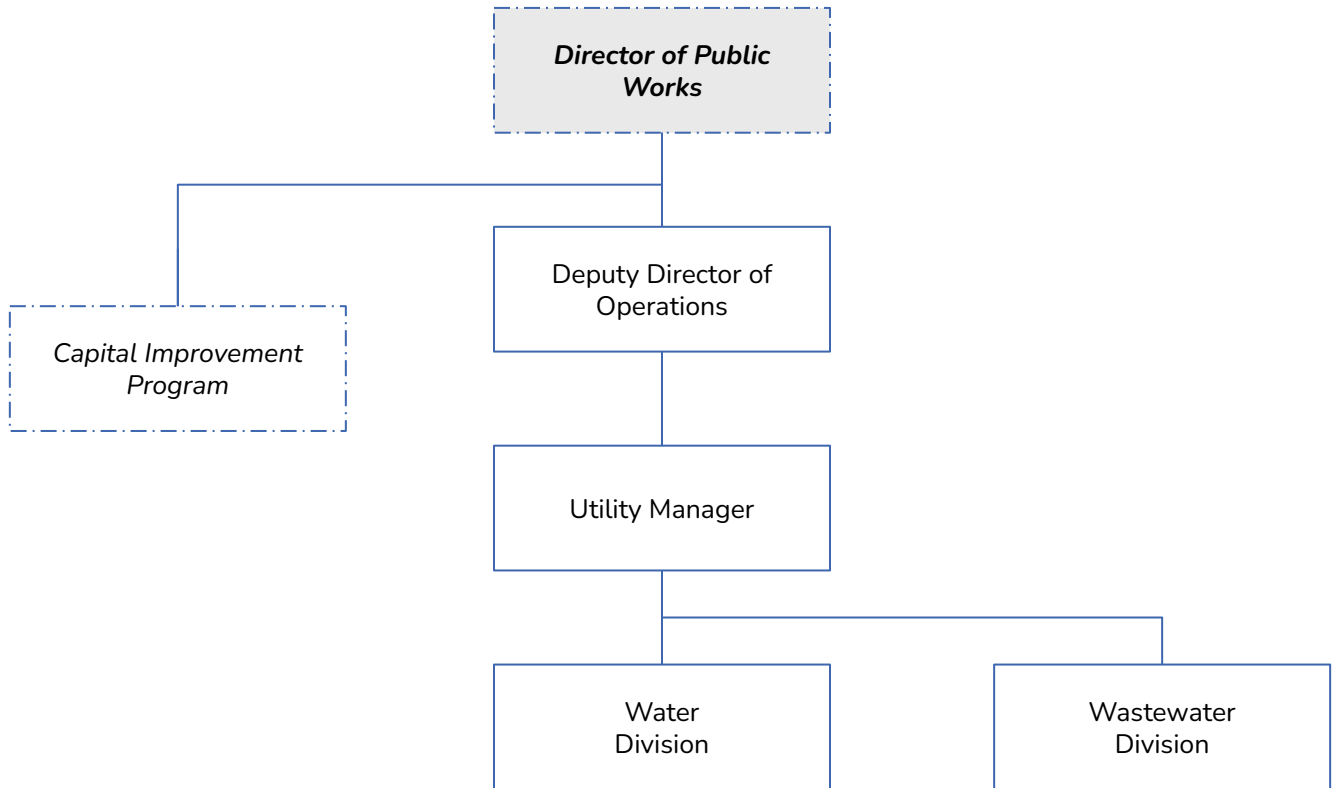 Director of Public
Works
Deputy Director of
Operations
Capital Improvement
Program
Utility Manager
Water
Division
Wastewater
Division